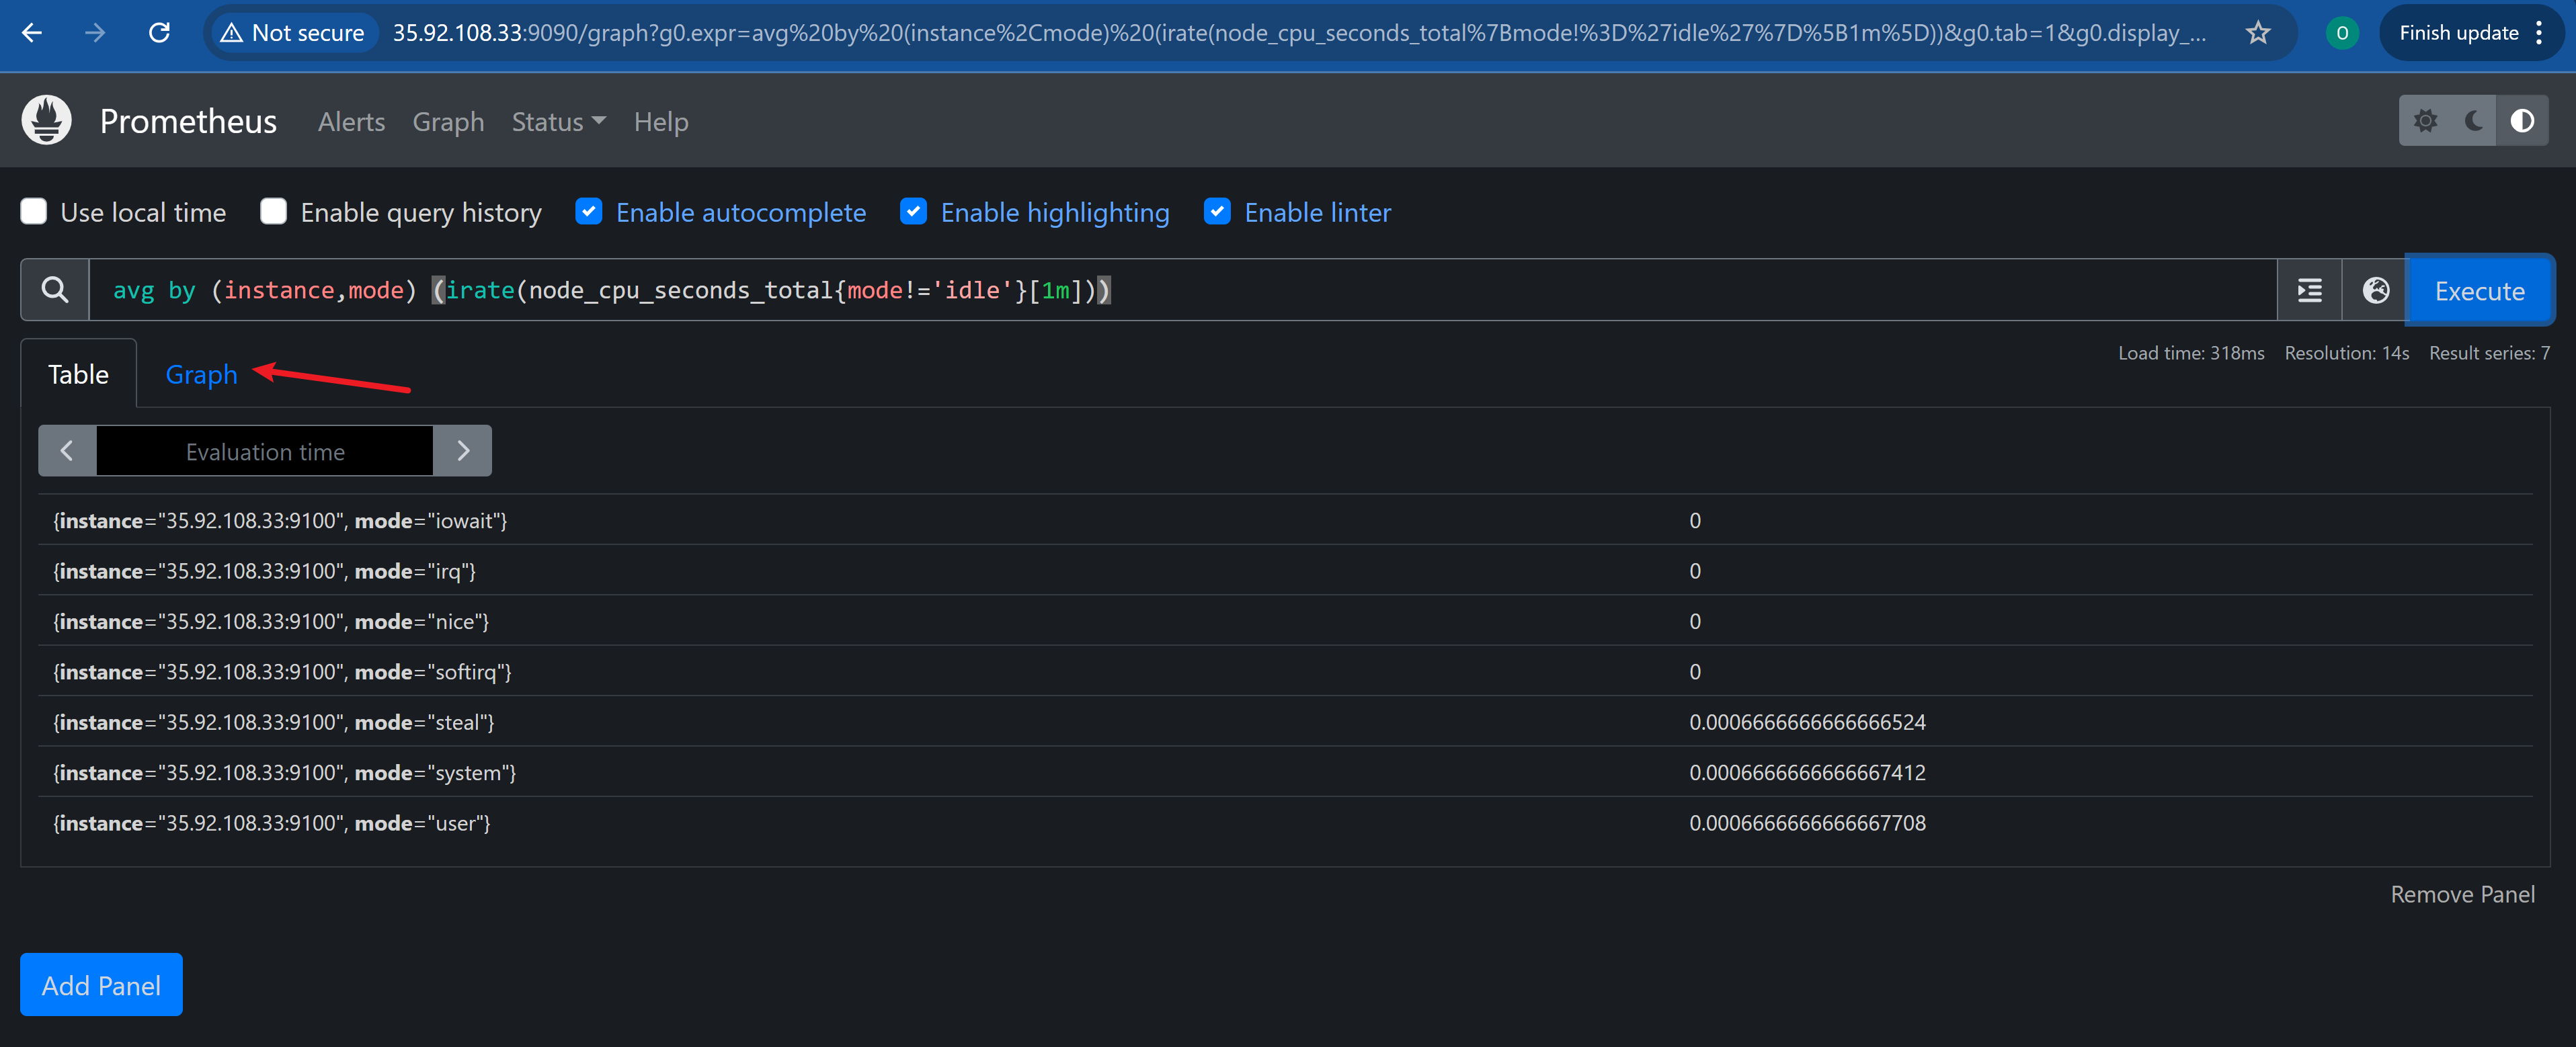 Not secure 35.92.108.33:9090/graph?g0.expr=avg%20by%20(instance%2Cmode)%20(irate(node_cpu_seconds_total%7Bmode!%3D%27idle%27%7D%5B1m%5D))&g0.tab=1&g0.display_... O Finish update
Prometheus Alerts Graph Status Help
Use local time Enable query history Enable autocomplete Enable highlighting Enable linter
avg by (instance,mode) (irate(node_cpu_seconds_total{mode!='idle'}[1m])) Execute
Table Graph Load time: 318ms Resolution: 14s Result series: 7
Evaluation time
{instance="35.92.108.33:9100", mode="iowait"} 0
{instance="35.92.108.33:9100", mode="irq"} 0
{instance="35.92.108.33:9100", mode="nice"} 0
{instance="35.92.108.33:9100", mode="softirq"} 0
{instance="35.92.108.33:9100", mode="steal"} 0.0006666666666666524
{instance="35.92.108.33:9100", mode="system"} 0.0006666666666667412
{instance="35.92.108.33:9100", mode="user"} 0.0006666666666667708
Remove Panel
Add Panel